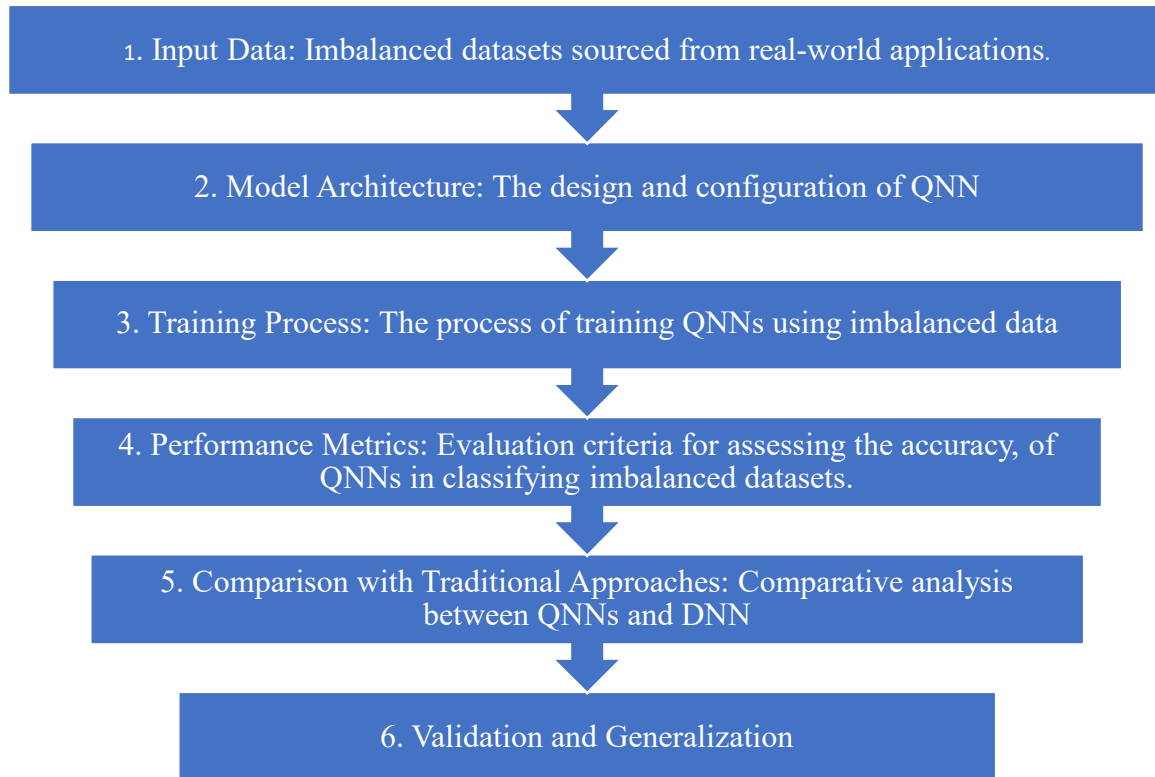 1. Input Data: Imbalanced datasets sourced from real-world applications.
2. Model Architecture: The design and configuration of QNN
3. Training Process: The process of training QNNs using imbalanced data
4. Performance Metrics: Evaluation criteria for assessing the accuracy, of
QNNs in classifying imbalanced datasets.
5. Comparison with Traditional Approaches: Comparative analysis
between QNNs and DNN
6. Validation and Generalization